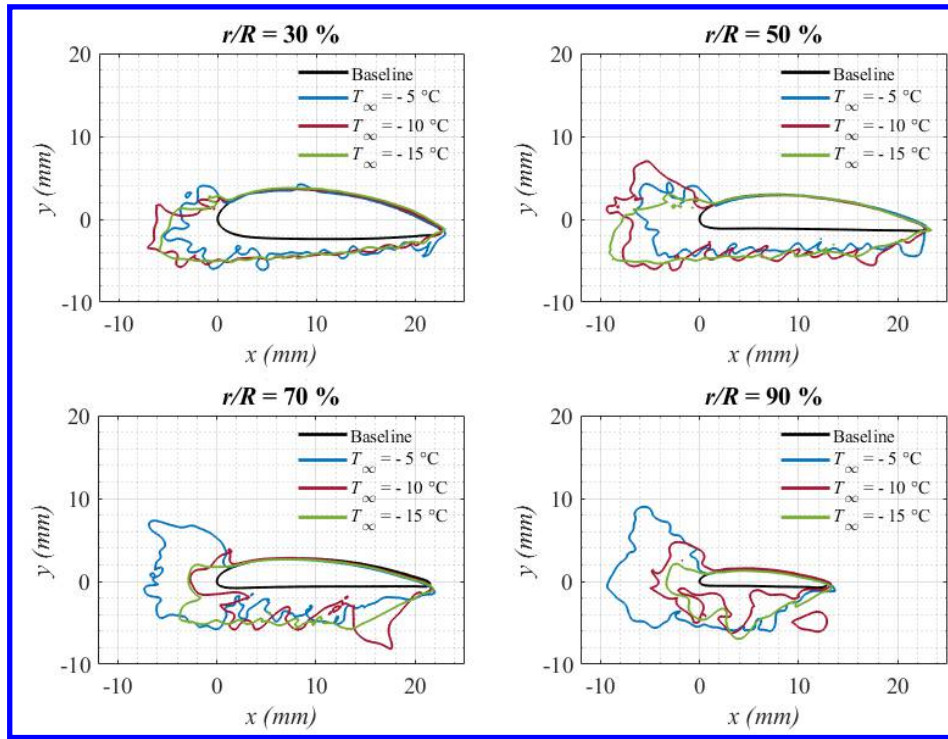 r/R = 30 %
20
10
0
-10
y (mm)
-10
0
10
20
x (mm)
Baseline
T∞ = - 5 °C
T∞ = - 10 °C
T∞ = - 15 °C
r/R = 50 %
20
10
0
-10
y (mm)
-10
0
10
20
x (mm)
Baseline
T∞ = - 5 °C
T∞ = - 10 °C
T∞ = - 15 °C
r/R = 70 %
20
10
0
-10
y (mm)
-10
0
10
20
x (mm)
Baseline
T∞ = - 5 °C
T∞ = - 10 °C
T∞ = - 15 °C
r/R = 90 %
20
10
0
-10
y (mm)
-10
0
10
20
x (mm)
Baseline
T∞ = - 5 °C
T∞ = - 10 °C
T∞ = - 15 °C